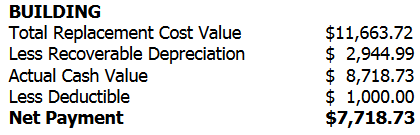 BUILDING
Total Replacement Cost Value $11,663.72
Less Recoverable Depreciation $ 2,944.99
Actual Cash Value $ 8,718.73
Less Deductible $ 1,000.00
Net Payment $7,718.73